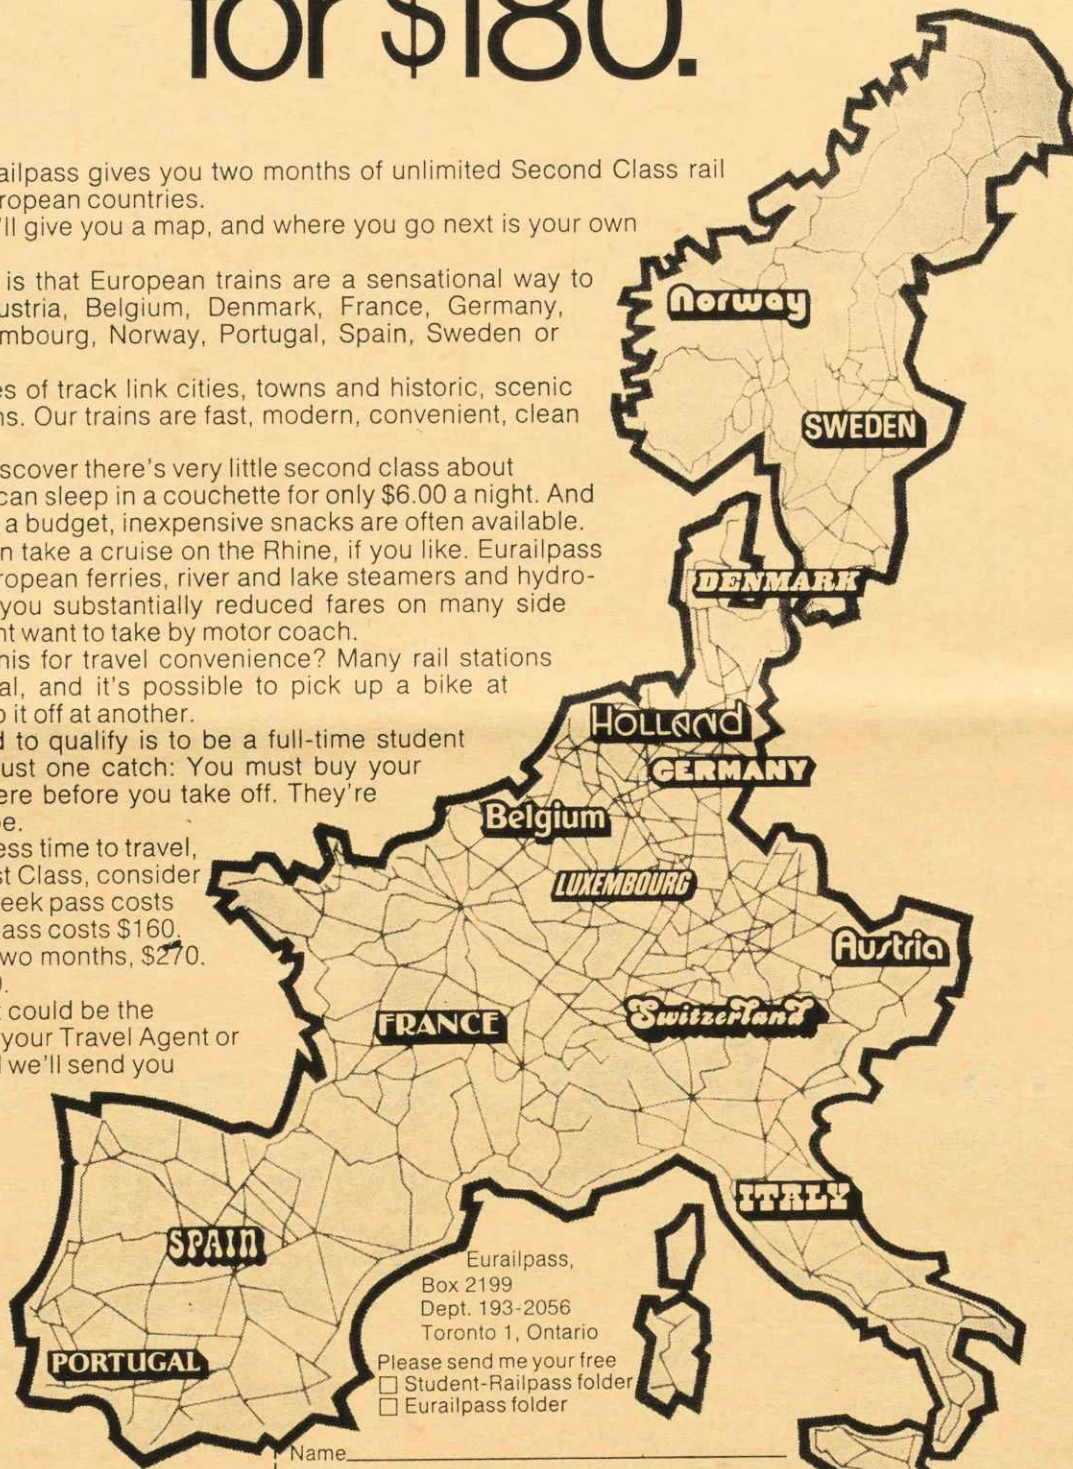 for $180.
ailpass gives you two months of unlimited Second Class rail
ropean countries.
'll give you a map, and where you go next is your own
is that European trains are a sensational way to
ustria, Belgium, Denmark, France, Germany,
mbourg, Norway, Portugal, Spain, Sweden or
es of track link cities, towns and historic, scenic
ns. Our trains are fast, modern, convenient, clean
scover there's very little second class about
can sleep in a couchette for only $6.00 a night. And
a budget, inexpensive snacks are often available.
n take a cruise on the Rhine, if you like. Eurailpass
ropean ferries, river and lake steamers and hydro-
you substantially reduced fares on many side
ht want to take by motor coach.
his for travel convenience? Many rail stations
al, and it's possible to pick up a bike at
p it off at another.
d to qualify is to be a full-time student
ust one catch: You must buy your
ere before you take off. They're
e.
ess time to travel,
st Class, consider
eek pass costs
ass costs $160.
wo months, $270.
).
t could be the
your Travel Agent or
we'll send you
Norway
SWEDEN
DENMARK
HOLLAND
GERMANY
Belgium
LUXEMBOURG
Austria
FRANCE
Switzerland
ITALY
SPAIN
PORTUGAL
Eurailpass,
Box 2199
Dept. 193-2056
Toronto 1, Ontario
Please send me your free
☐ Student-Railpass folder
☐ Eurailpass folder
Name